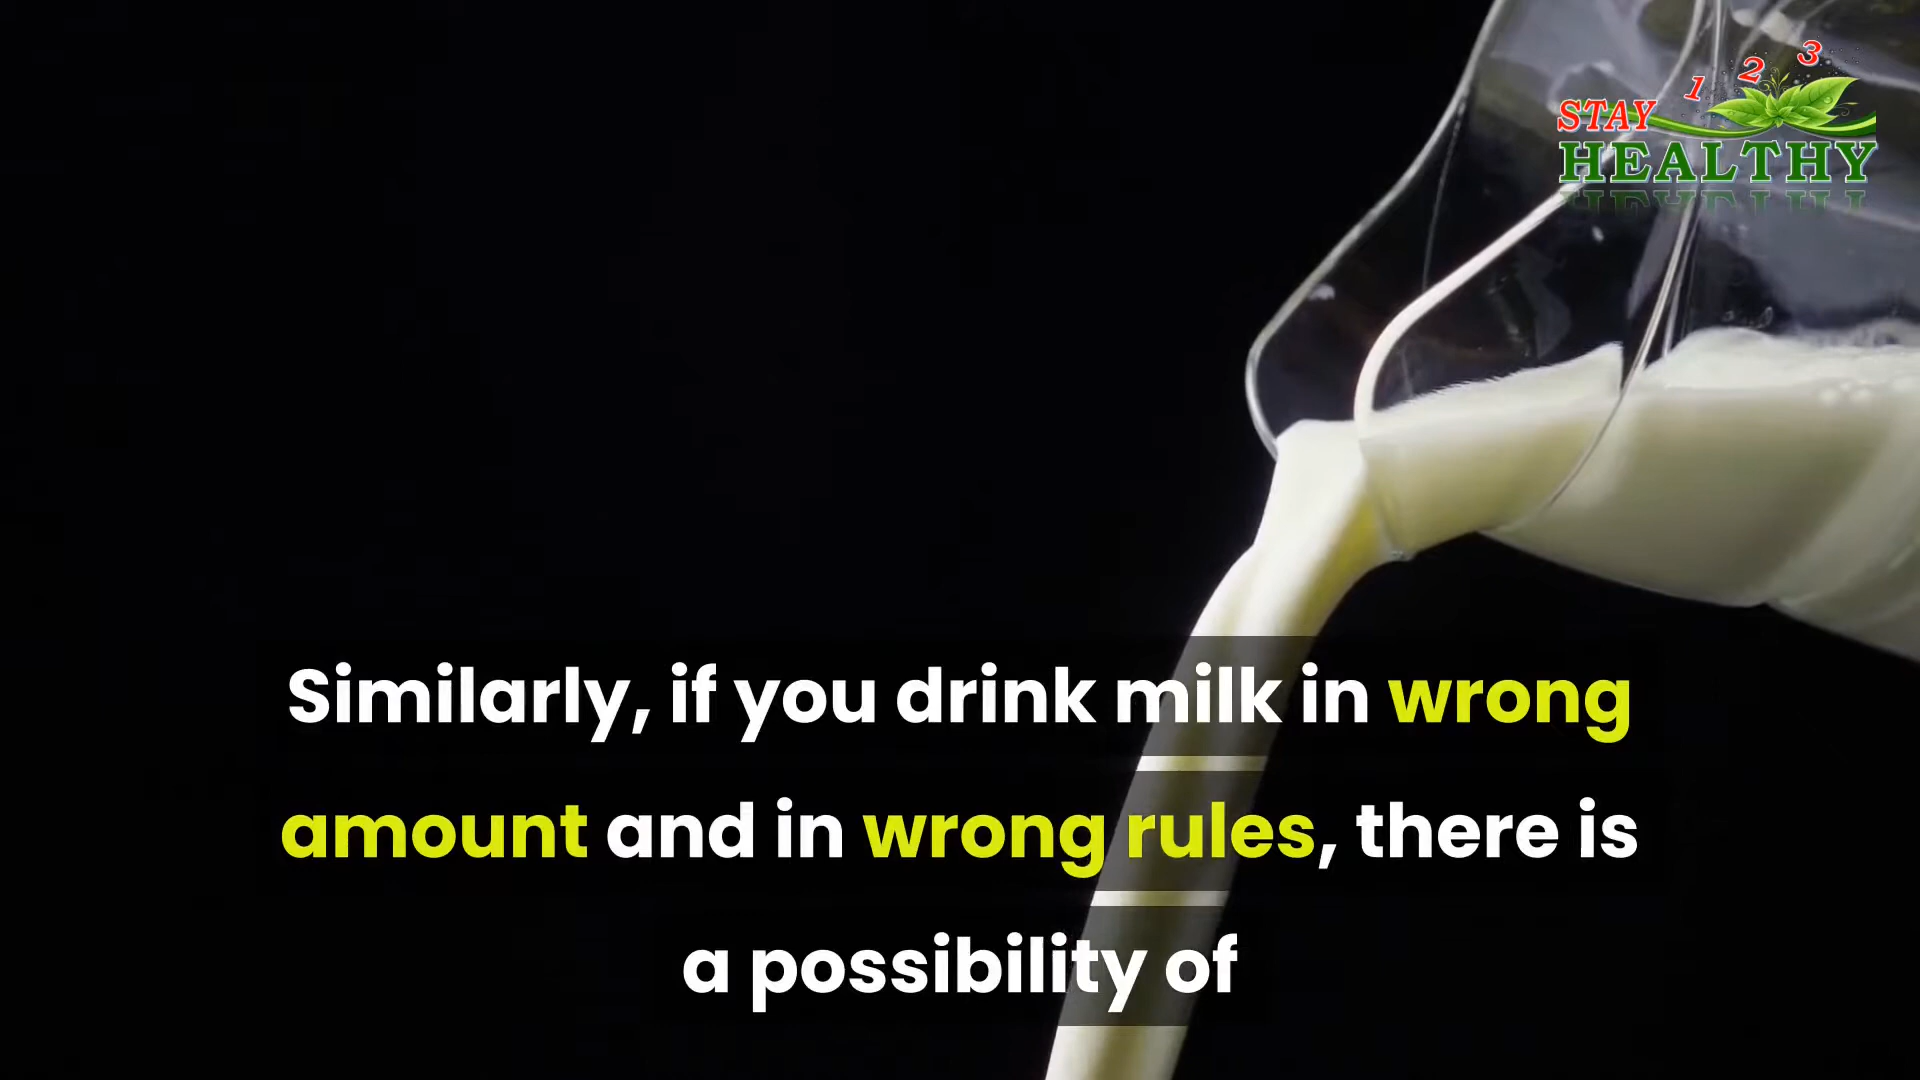 1 2 3
STAY
HEALTHY
Similarly, if you drink milk in wrong
amount and in wrong rules, there is
a possibility of